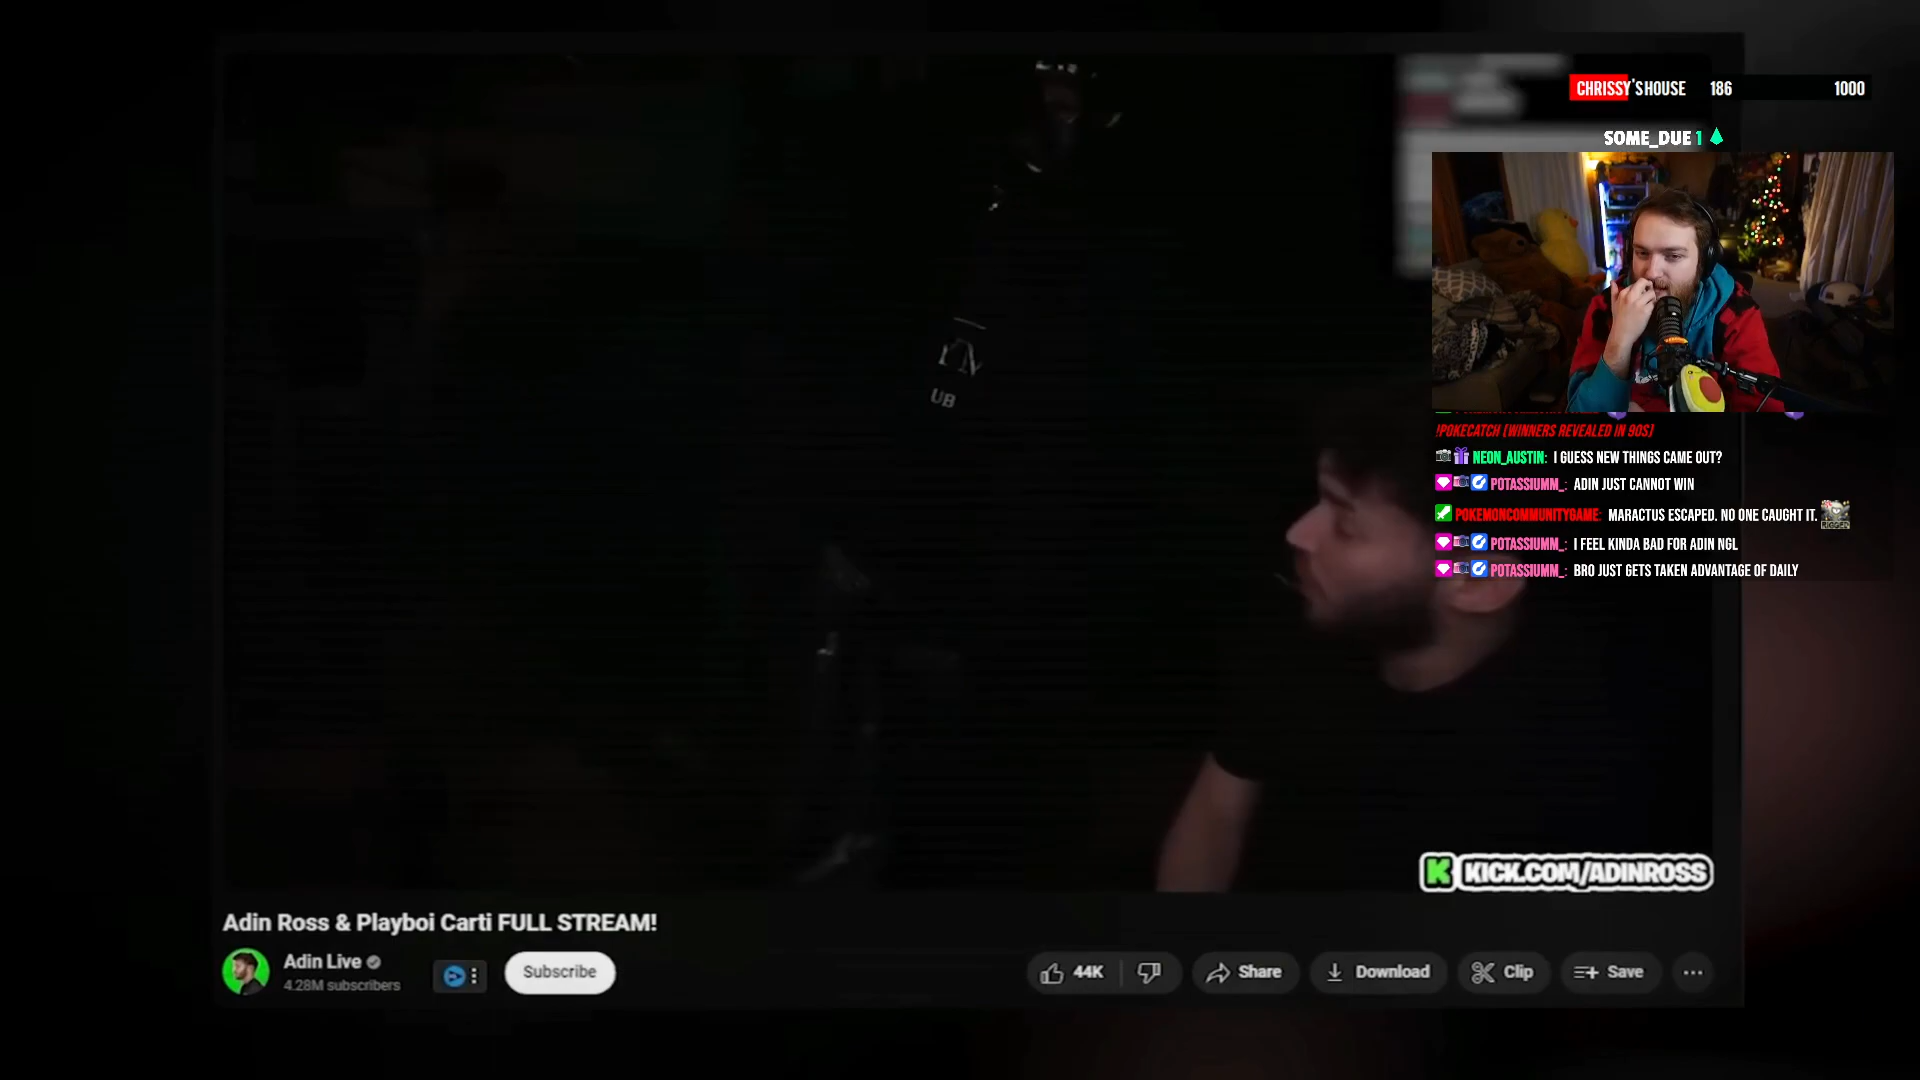 CHRISSY'SHOUSE 186 1000
SOME_DUE 1
!POKECATCH [WINNERS REVEALED IN 90S]
NEON_AUSTIN: I GUESS NEW THINGS CAME OUT?
POTASSIUMM_: ADIN JUST CANNOT WIN
POKEMONCOMMUNITYGAME: MARACTUS ESCAPED. NO ONE CAUGHT IT.
POTASSIUMM_: I FEEL KINDA BAD FOR ADIN NGL
POTASSIUMM_: BRO JUST GETS TAKEN ADVANTAGE OF DAILY
UB
K KICK.COM/ADINROSS
Adin Ross & Playboi Carti FULL STREAM!
Adin Live
4.28M subscribers
Subscribe
44K
Share
Download
Clip
Save